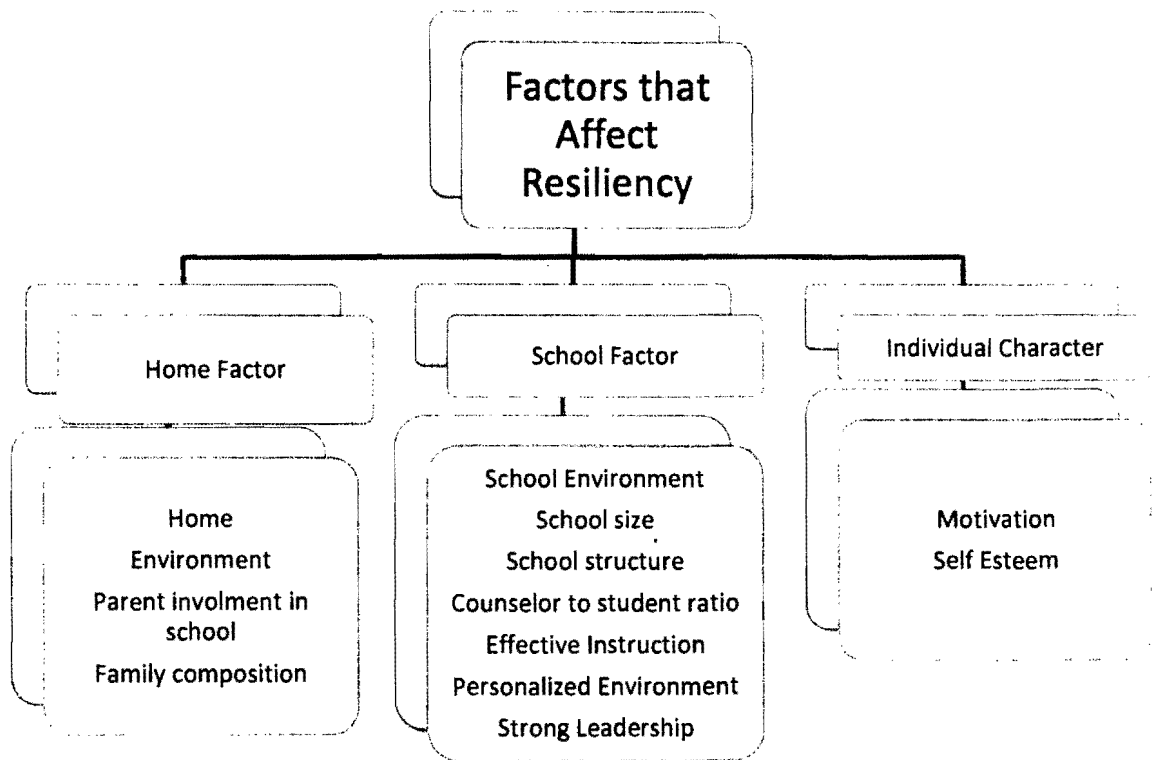 Factors that
Affect
Resiliency
Home Factor
School Factor
Individual Character
Home
Environment
Parent involment in
school
Family composition
School Environment
School size
School structure
Counselor to student ratio
Effective Instruction
Personalized Environment
Strong Leadership
Motivation
Self Esteem